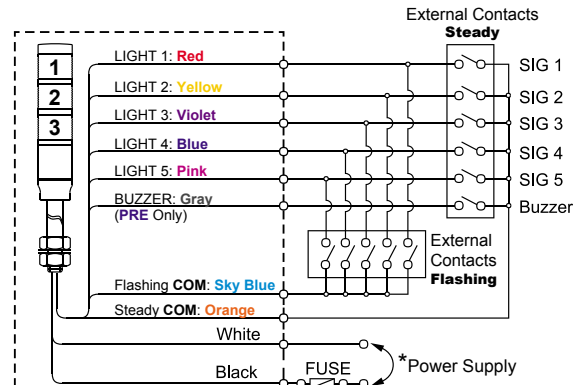 External Contacts
Steady
1
2
3
LIGHT 1: Red
LIGHT 2: Yellow
LIGHT 3: Violet
LIGHT 4: Blue
LIGHT 5: Pink
BUZZER: Gray
(PRE Only)
SIG 1
SIG 2
SIG 3
SIG 4
SIG 5
Buzzer
External
Contacts
Flashing
Flashing COM: Sky Blue
Steady COM: Orange
White
Black
FUSE
*Power Supply